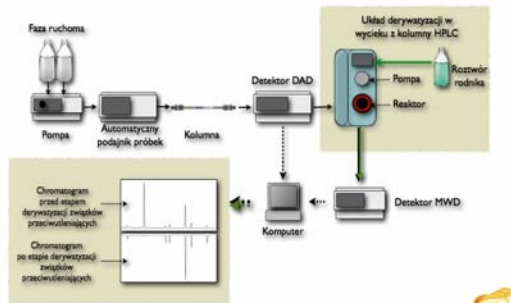 Faza ruchoma
Układ derywatyzacji w
wycieku z kolumny HPLC
Detektor DAD
Pompa
Roztwór
rodnika
Reaktor
Pompa
Automatyczny
podajnik próbek
Kolumna
Chromatogram
przed etapem
derywatyzacji związków
przeciwutleniających
Chromatogram
po etapie derywatyzacji
związków
przeciwutleniających
Komputer
Detektor MWD